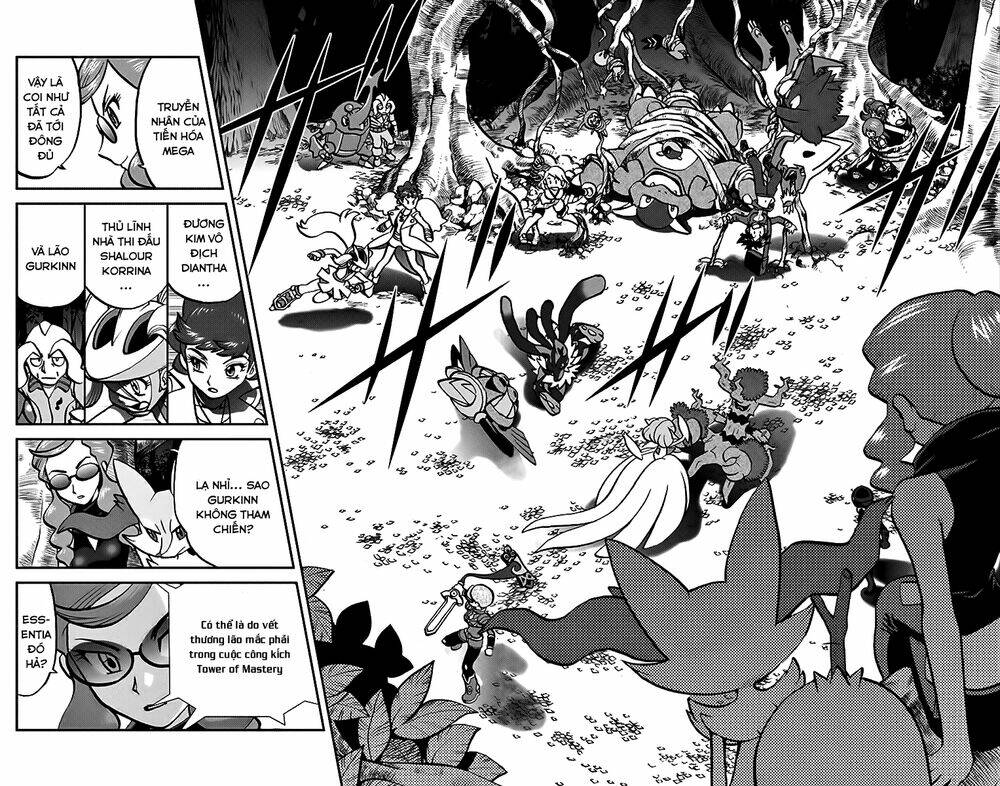 TRUYỀN
NHÂN CỦA
TIẾN HÓA
MEGA
VẬY LÀ
COI NHƯ
TẤT CẢ
ĐÃ TỚI
ĐÔNG
ĐỦ
ĐƯƠNG
KIM VÔ
ĐỊCH
DIANTHA
...
THỦ LĨNH
NHÀ THI ĐẤU
SHALOUR
KORRINA
...
VÀ LÃO
GURKINN
LẠ NHỈ... SAO
GURKINN
KHÔNG THAM
CHIẾN?
Có thể là do vết
thương lão mắc phải
trong cuộc công kích
Tower of Mastery
ESS-
ENTIA
ĐÓ
HẢ?